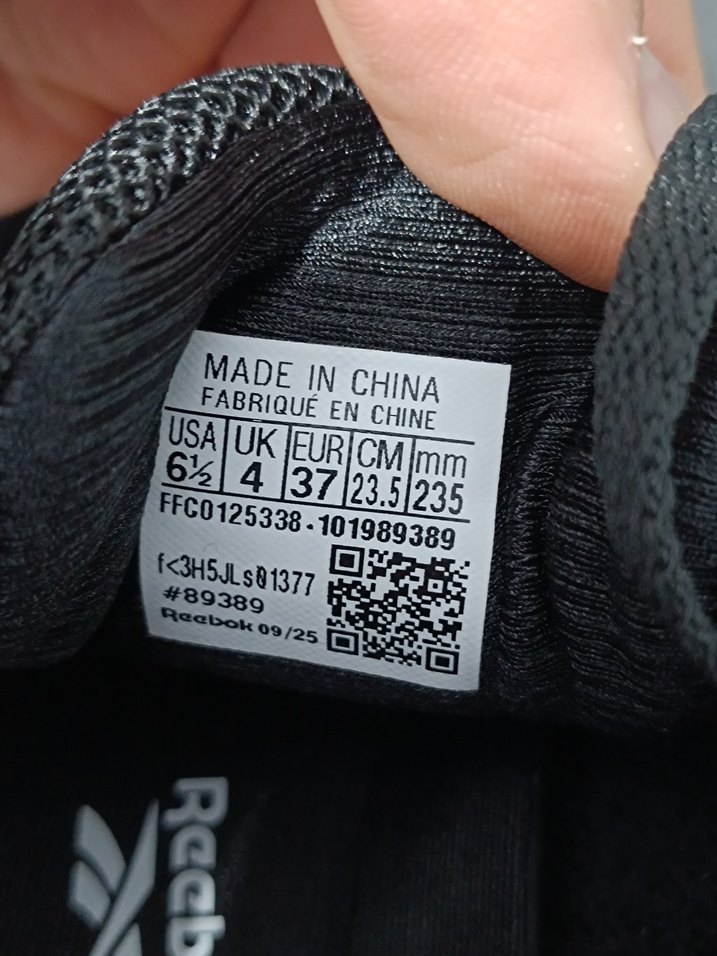 MADE IN CHINA
FABRIQUÉ EN CHINE
USA UK EUR CM mm
6½ 4 37 23.5 235
FFC0125338·101989389
f<3H5JLs01377
#89389
Reebok 09/25
Reeb